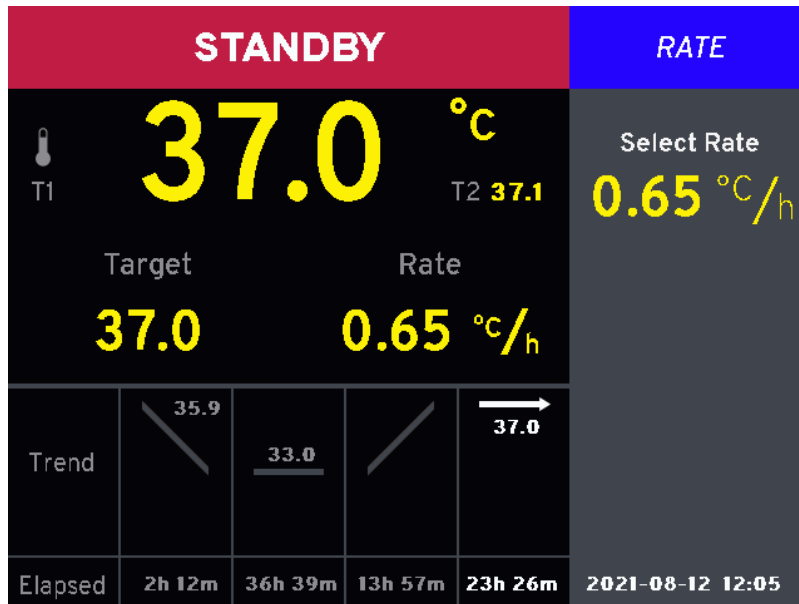 STANDBY
RATE
37.0 °C
T1
T2 37.1
Select Rate
0.65 °C/h
Target
Rate
37.0
0.65 °C/h
Trend
35.9
33.0
37.0
Elapsed
2h 12m
36h 39m
13h 57m
23h 26m
2021-08-12 12:05